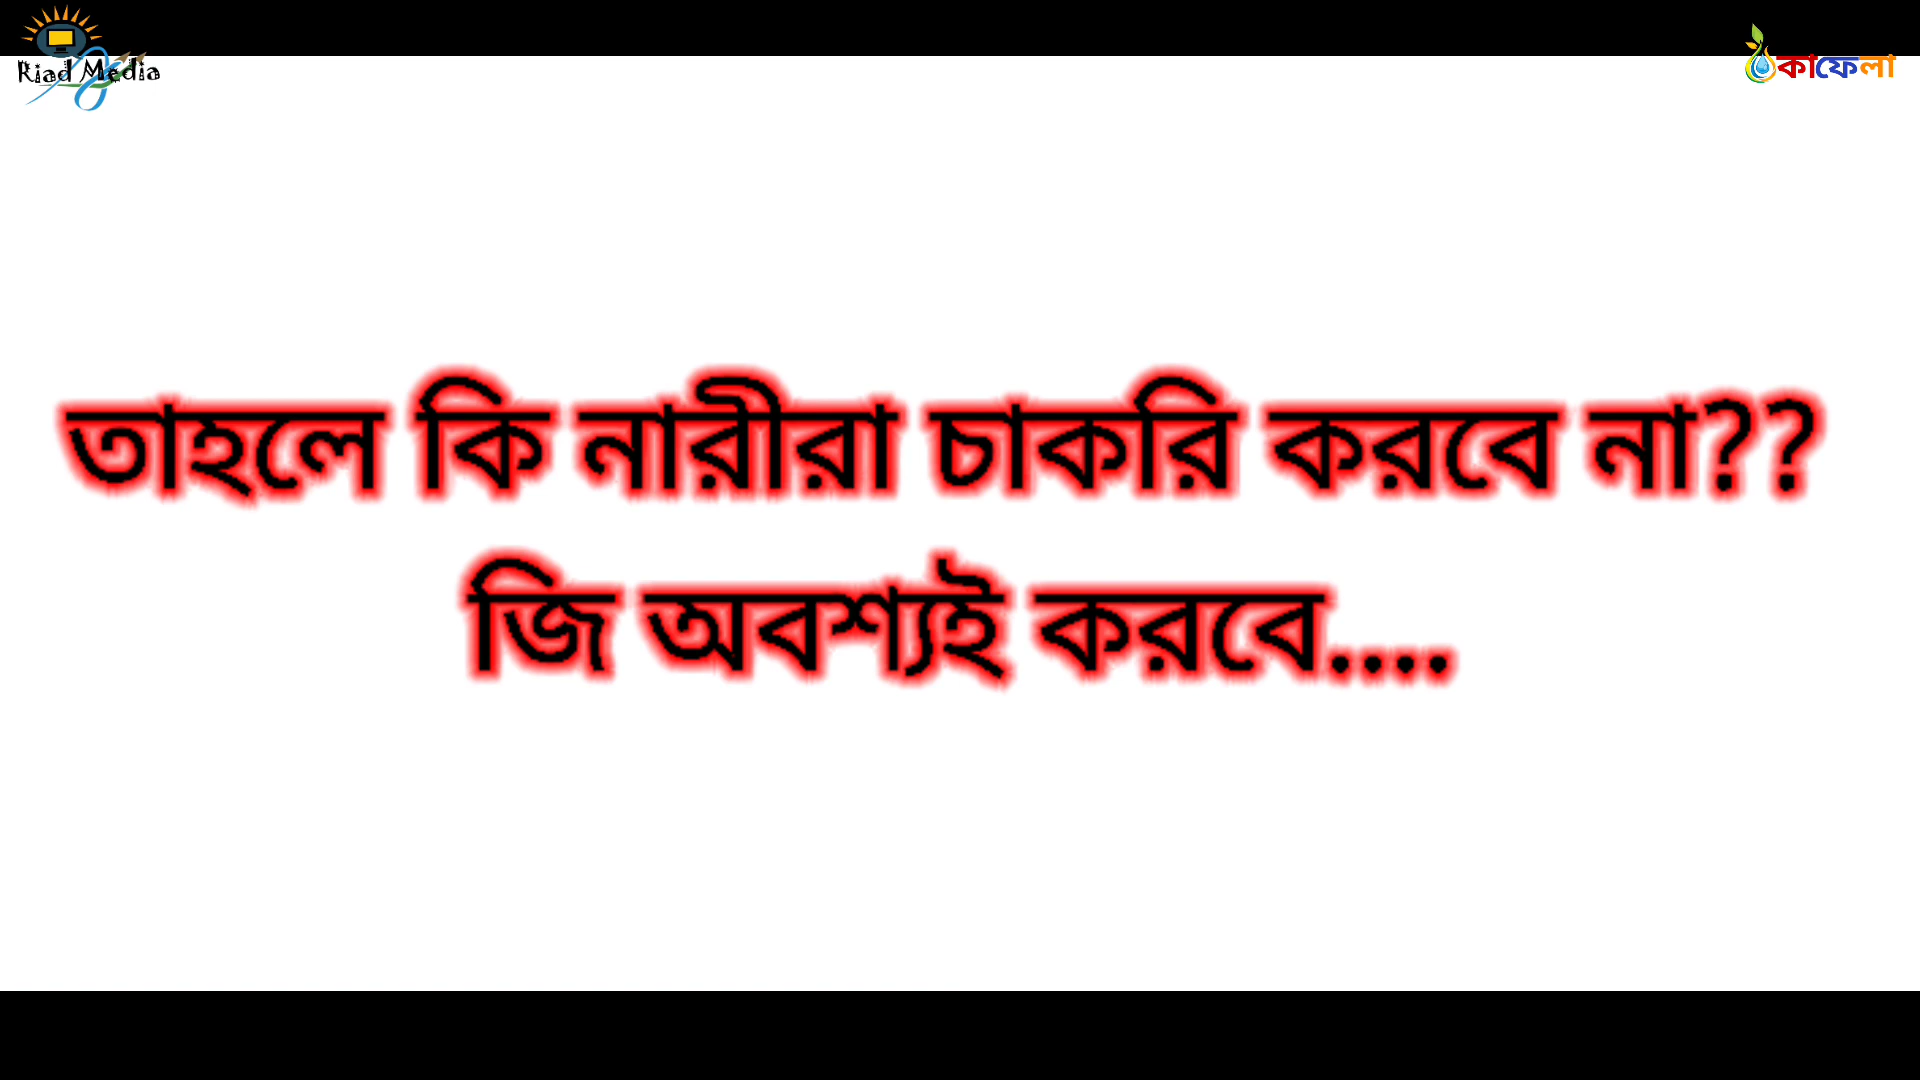 Riad Media
কাফেলা
তাহলে কি নারীরা চাকরি করবে না??
জি অবশ্যই করবে....